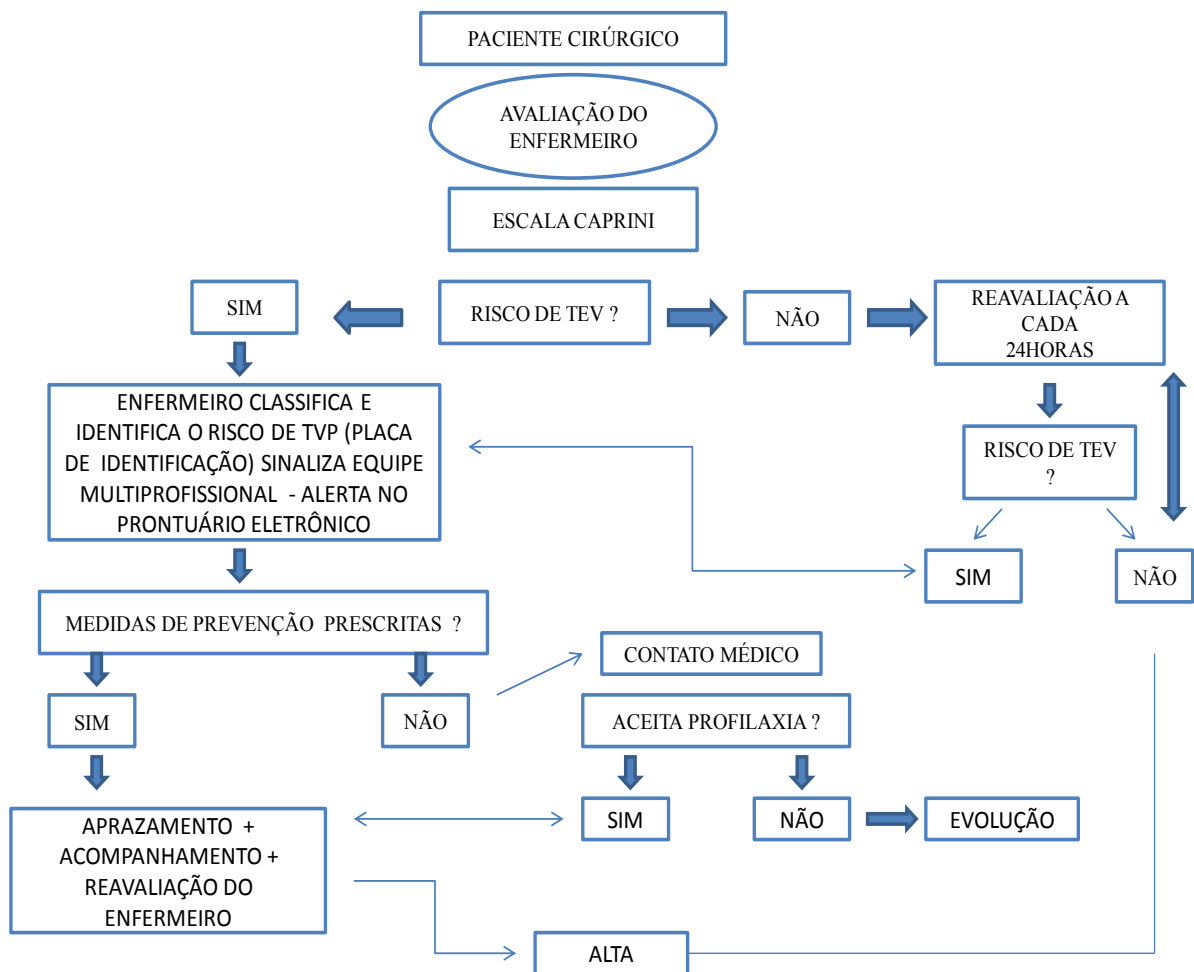 PACIENTE CIRÚRGICO
AVALIAÇÃO DO
ENFERMEIRO
ESCALA CAPRINI
SIM
RISCO DE TEV ?
NÃO
REAVALIAÇÃO A
CADA
24HORAS
ENFERMEIRO CLASSIFICA E
IDENTIFICA O RISCO DE TVP (PLACA
DE IDENTIFICAÇÃO) SINALIZA EQUIPE
MULTIPROFISSIONAL - ALERTA NO
PRONTUÁRIO ELETRÔNICO
RISCO DE TEV
?
SIM
NÃO
MEDIDAS DE PREVENÇÃO PRESCRITAS ?
SIM
NÃO
CONTATO MÉDICO
ACEITA PROFILAXIA ?
SIM
NÃO
EVOLUÇÃO
APRAZAMENTO +
ACOMPANHAMENTO +
REAVALIAÇÃO DO
ENFERMEIRO
ALTA